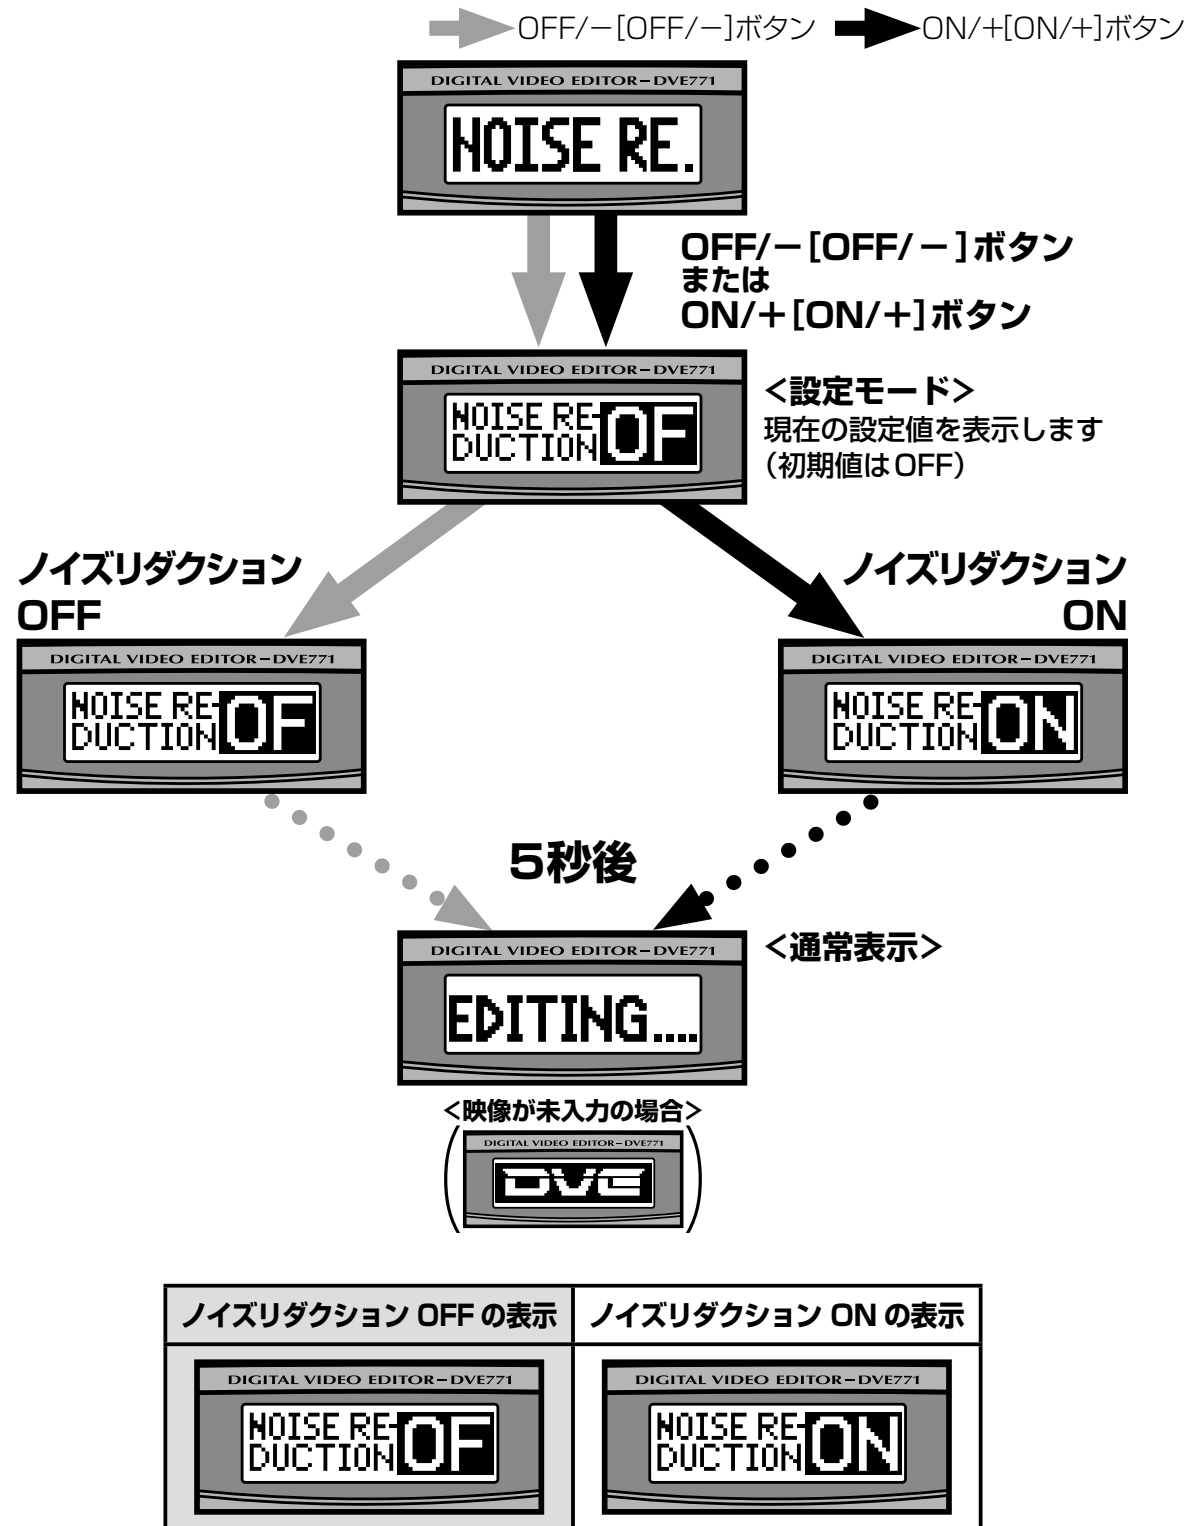 OFF/−[OFF/−]ボタン ON/+[ON/+]ボタン
DIGITAL VIDEO EDITOR−DVE771
NOISE RE.
OFF/−[OFF/−]ボタン
または
ON/+[ON/+]ボタン
DIGITAL VIDEO EDITOR−DVE771
NOISE RE-
DUCTION OF
<設定モード>
現在の設定値を表示します
(初期値はOFF)
ノイズリダクション
OFF
ノイズリダクション
ON
DIGITAL VIDEO EDITOR−DVE771
NOISE RE-
DUCTION OF
DIGITAL VIDEO EDITOR−DVE771
NOISE RE-
DUCTION ON
5秒後
DIGITAL VIDEO EDITOR−DVE771
EDITING....
<通常表示>
<映像が未入力の場合>
DIGITAL VIDEO EDITOR−DVE771
DVE
ノイズリダクション OFF の表示 ノイズリダクション ON の表示
DIGITAL VIDEO EDITOR−DVE771
NOISE RE-
DUCTION OF
DIGITAL VIDEO EDITOR−DVE771
NOISE RE-
DUCTION ON